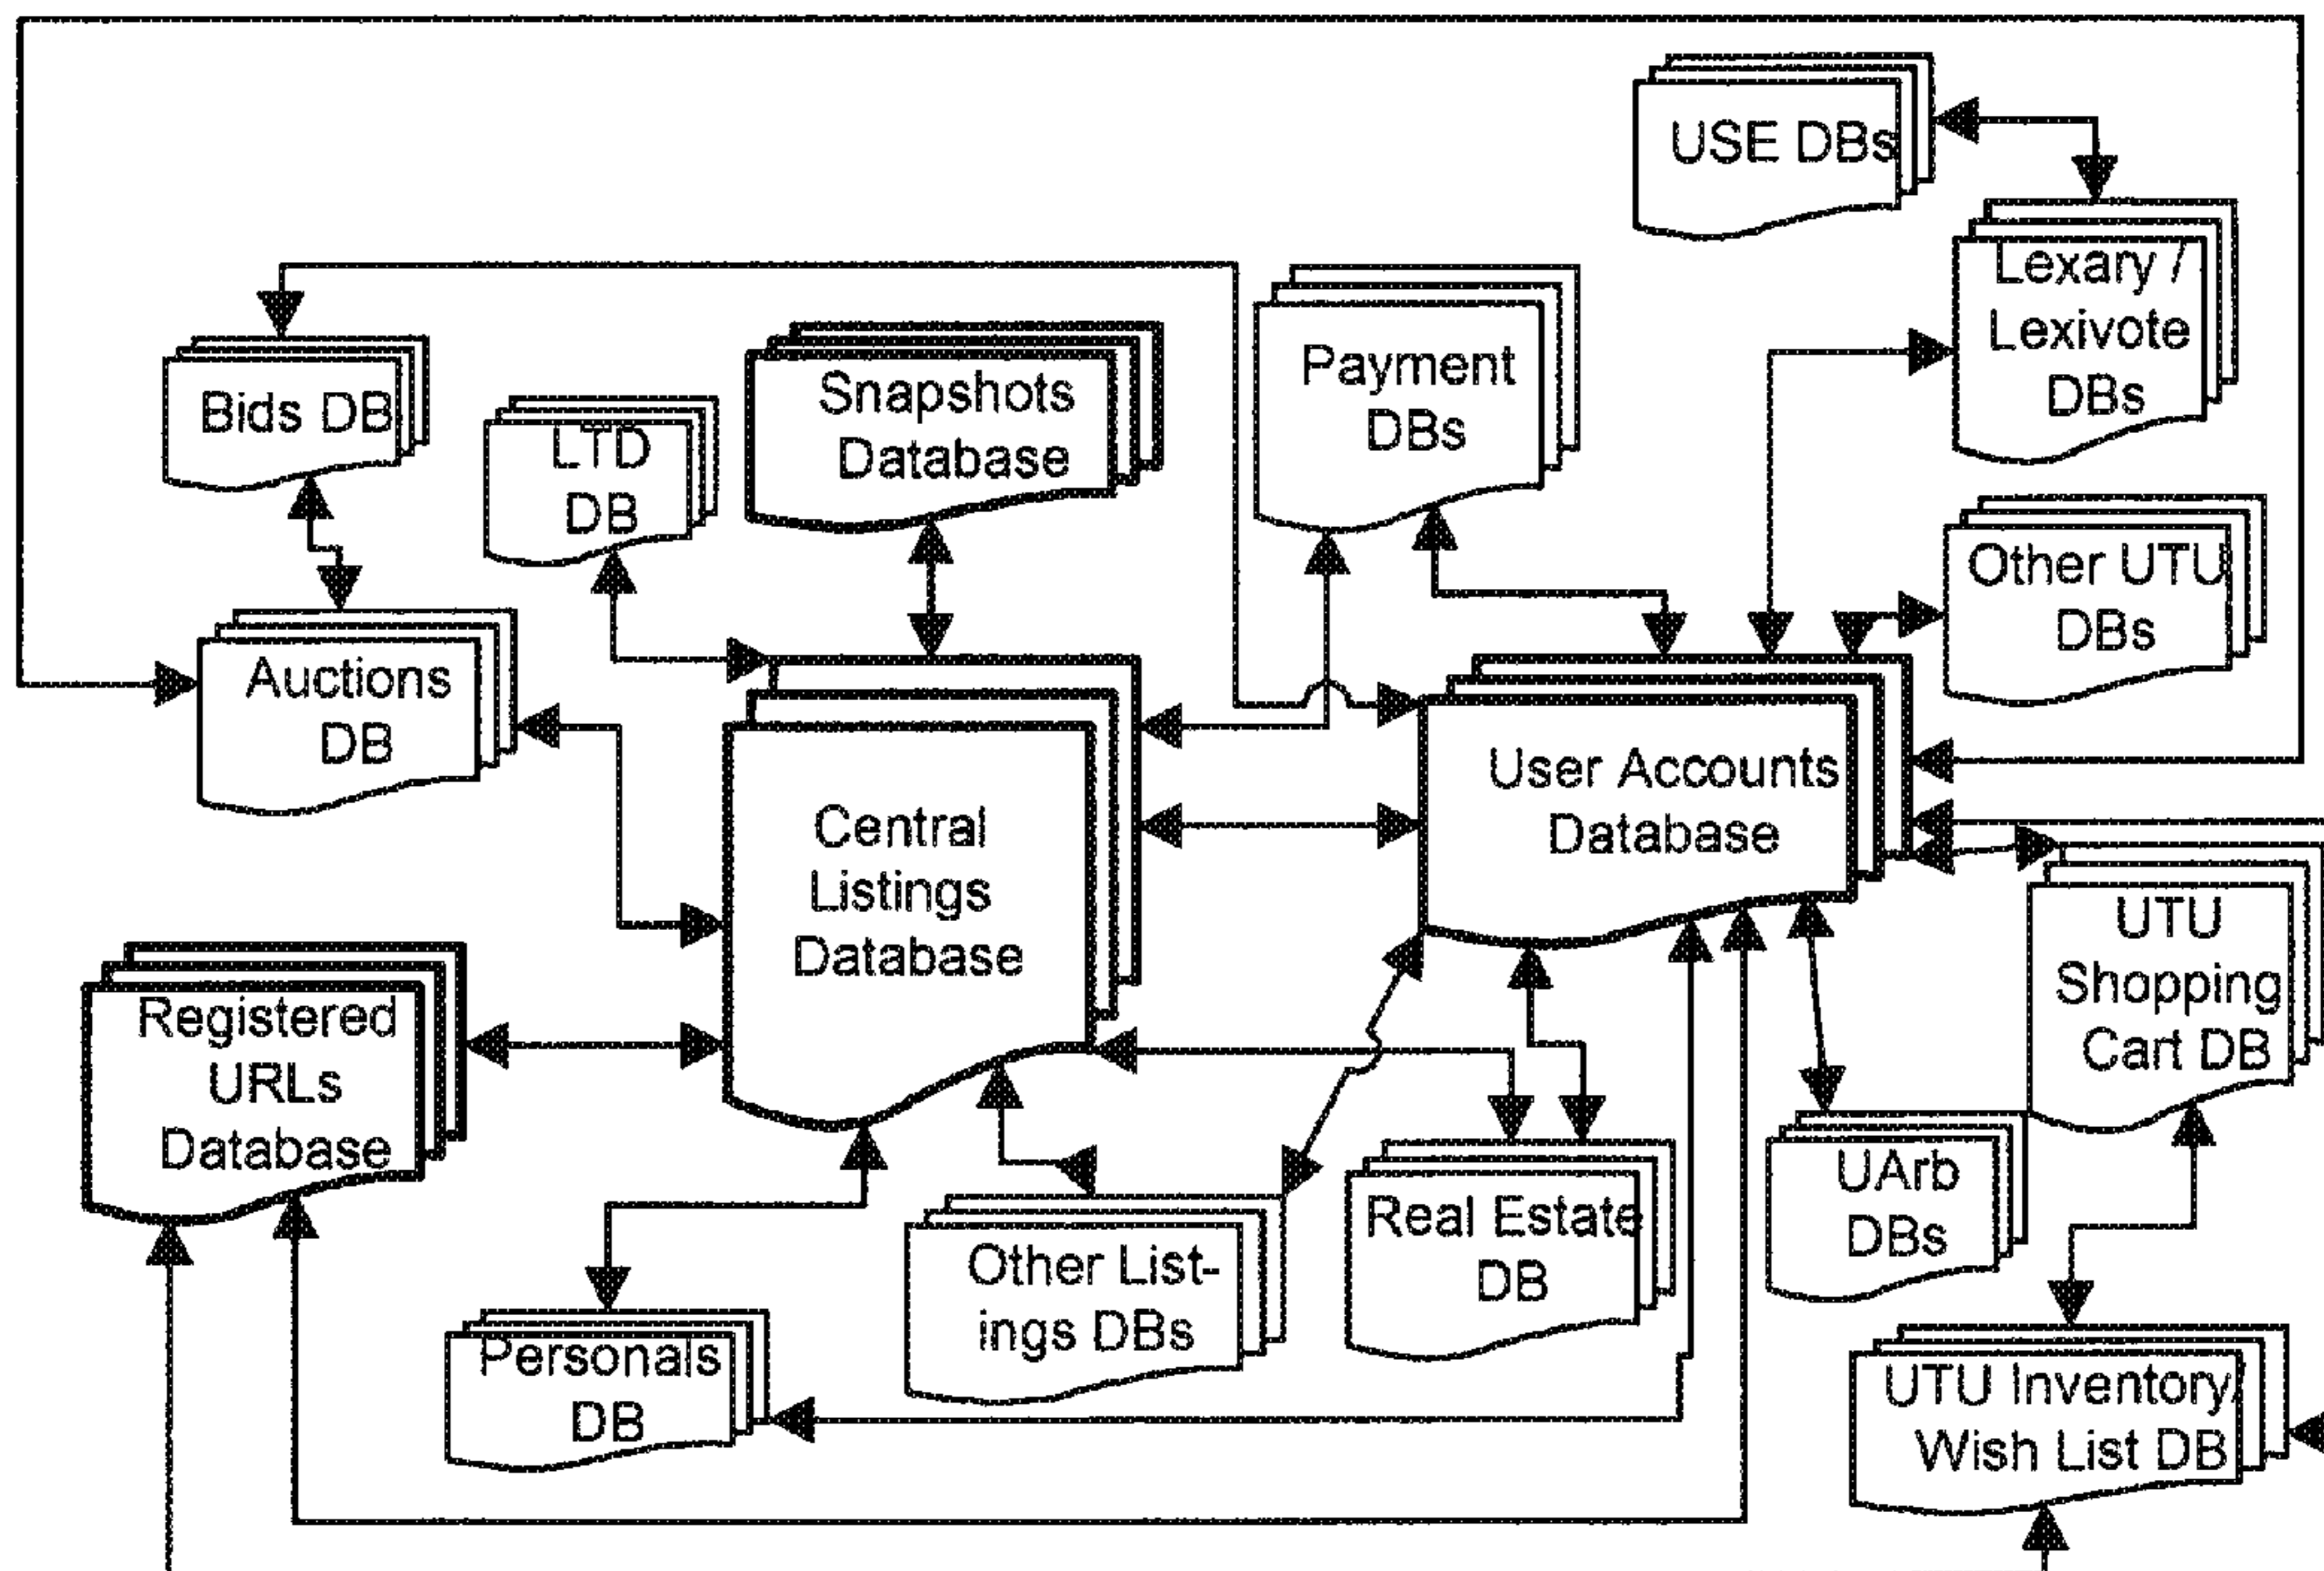 USE DBs
Lexary /
Lexivote
DBs
Bids DB
LTD
DB
Snapshots
Database
Payment
DBs
Other UTU
DBs
Auctions
DB
Central
Listings
Database
User Accounts
Database
UTU
Shopping
Cart DB
Registered
URLs
Database
UArb
DBs
Real Estate
DB
Other List-
ings DBs
Personals
DB
UTU Inventory/
Wish List DB